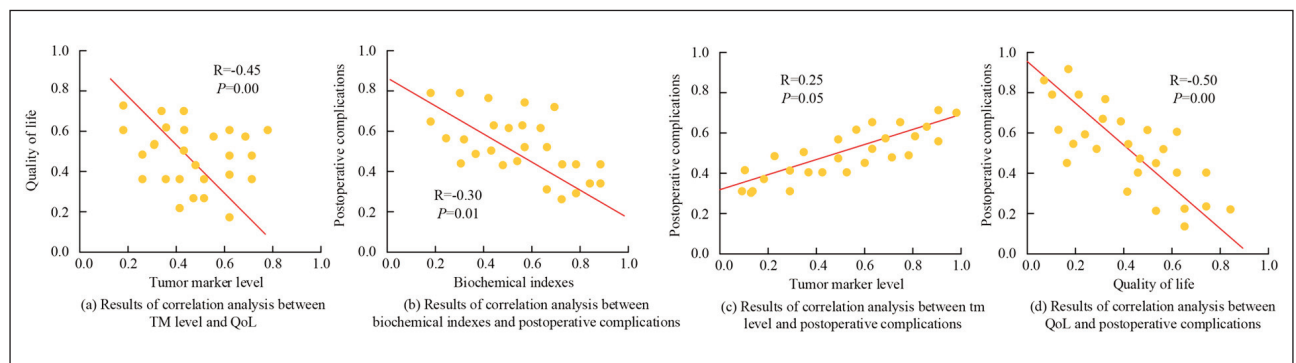 1.0
0.8
0.6
0.4
0.2
0.0
Quality of life
R=-0.45
P=0.00
0.0 0.2 0.4 0.6 0.8 1.0
Tumor marker level
(a) Results of correlation analysis between
TM level and QoL
1.0
0.8
0.6
0.4
0.2
0.0
Postoperative complications
R=-0.30
P=0.01
0.0 0.2 0.4 0.6 0.8 1.0
Biochemical indexes
(b) Results of correlation analysis between
biochemical indexes and postoperative complications
1.0
0.8
0.6
0.4
0.2
0.0
Postoperative complications
R=0.25
P=0.05
0.0 0.2 0.4 0.6 0.8 1.0
Tumor marker level
(c) Results of correlation analysis between tm
level and postoperative complications
1.0
0.8
0.6
0.4
0.2
0.0
Postoperative complications
R=-0.50
P=0.00
0.0 0.2 0.4 0.6 0.8 1.0
Quality of life
(d) Results of correlation analysis between
QoL and postoperative complications